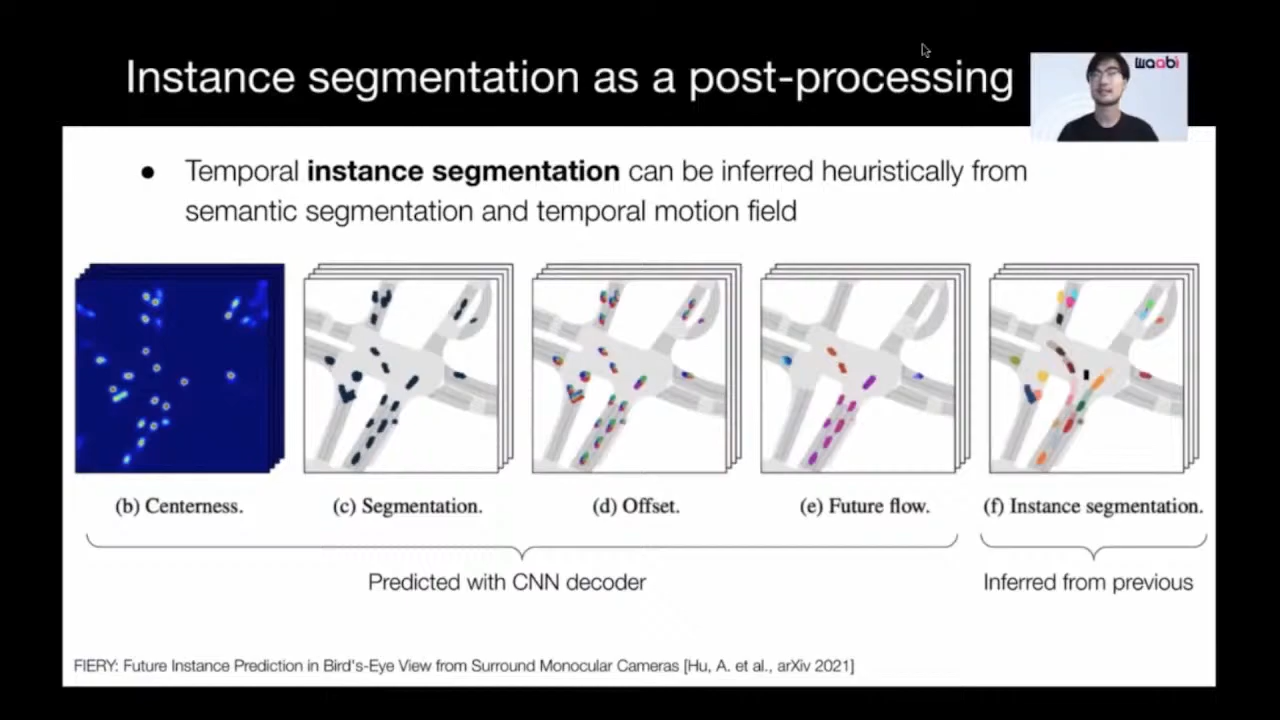 Instance segmentation as a post-processing
waabi
● Temporal instance segmentation can be inferred heuristically from
semantic segmentation and temporal motion field
(b) Centerness. (c) Segmentation. (d) Offset. (e) Future flow. (f) Instance segmentation.
Predicted with CNN decoder Inferred from previous
FIERY: Future Instance Prediction in Bird's-Eye View from Surround Monocular Cameras [Hu, A. et al., arXiv 2021]